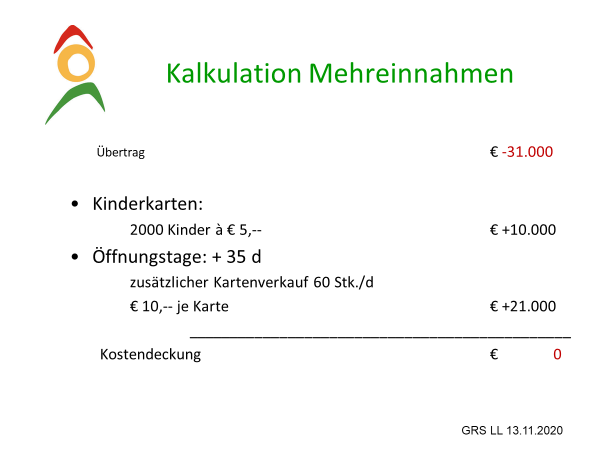 Kalkulation Mehreinnahmen
Übertrag € -31.000
• Kinderkarten:
2000 Kinder à € 5,-- € +10.000
• Öffnungstage: + 35 d
zusätzlicher Kartenverkauf 60 Stk./d
€ 10,-- je Karte € +21.000
Kostendeckung € 0
GRS LL 13.11.2020